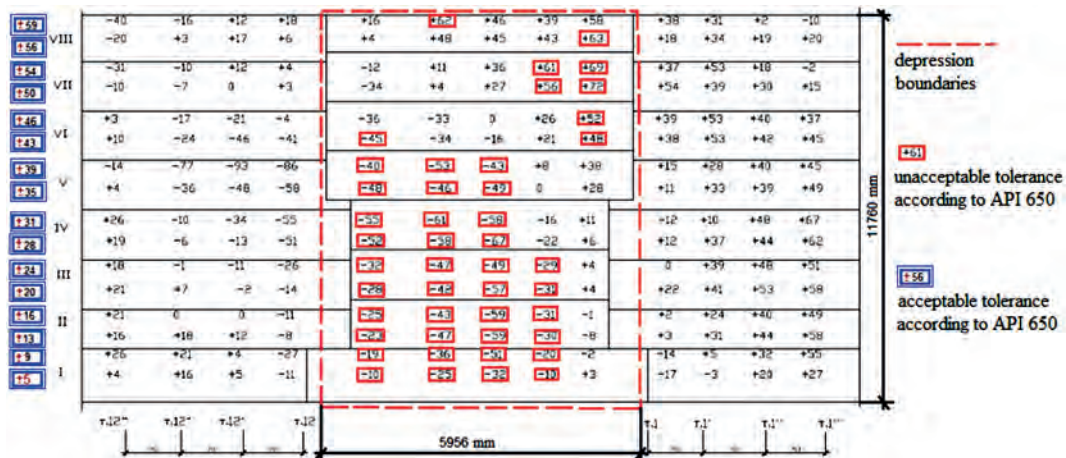 ±59 -40 -16 +12 +18 +16 +62 +46 +39 +58 +38 +31 +2 -10
VIII
±56 -20 +3 +17 +6 +4 +48 +45 +43 +63 +18 +34 +19 +20
±54 -31 -10 +12 +4 -12 +11 +36 +61 +69 +37 +53 +18 -2
VII
±50 -10 -7 0 +3 -34 +4 +27 +56 +72 +54 +39 +30 +15
±46 +3 -17 -21 -4 -36 -33 0 +26 +52 +39 +53 +40 +37
VI
±43 +10 -24 -46 -41 -45 -34 -16 +21 +48 +38 +53 +42 +45
±39 -14 -77 -93 -86 -40 -53 -43 +8 +38 +15 +28 +40 +45
V
±35 +4 -36 -48 -58 -48 -46 -49 0 +28 +11 +33 +39 +49
±31 +26 -10 -34 -55 -55 -61 -58 -16 +11 +12 +10 +48 +67
IV
±28 +19 -6 -13 -51 -52 -58 -67 -22 +6 +12 +37 +44 +62
±24 +18 -1 -11 -26 -32 -47 -49 -29 +4 0 +39 +48 +51
III
±20 +21 +7 -2 -14 -28 -42 -57 -31 +4 +22 +41 +53 +58
±16 +21 0 0 -11 -25 -43 -59 -31 -1 +2 +24 +40 +49
II
±13 +16 +18 +12 -8 -23 -47 -59 -30 -8 +3 +31 +44 +58
±9 +26 +21 +4 -27 -19 -36 -51 -20 -2 -14 +5 +32 +55
I
±5 +4 +16 +5 -11 -10 -25 -32 -10 +3 -17 -3 +20 +27
11760 mm
depression
boundaries
+61
unacceptable tolerance
according to API 650
±56
acceptable tolerance
according to API 650
т.12''' т.12'' т.12' т.12 т.1 т.1' т.1'' т.1'''
5956 mm